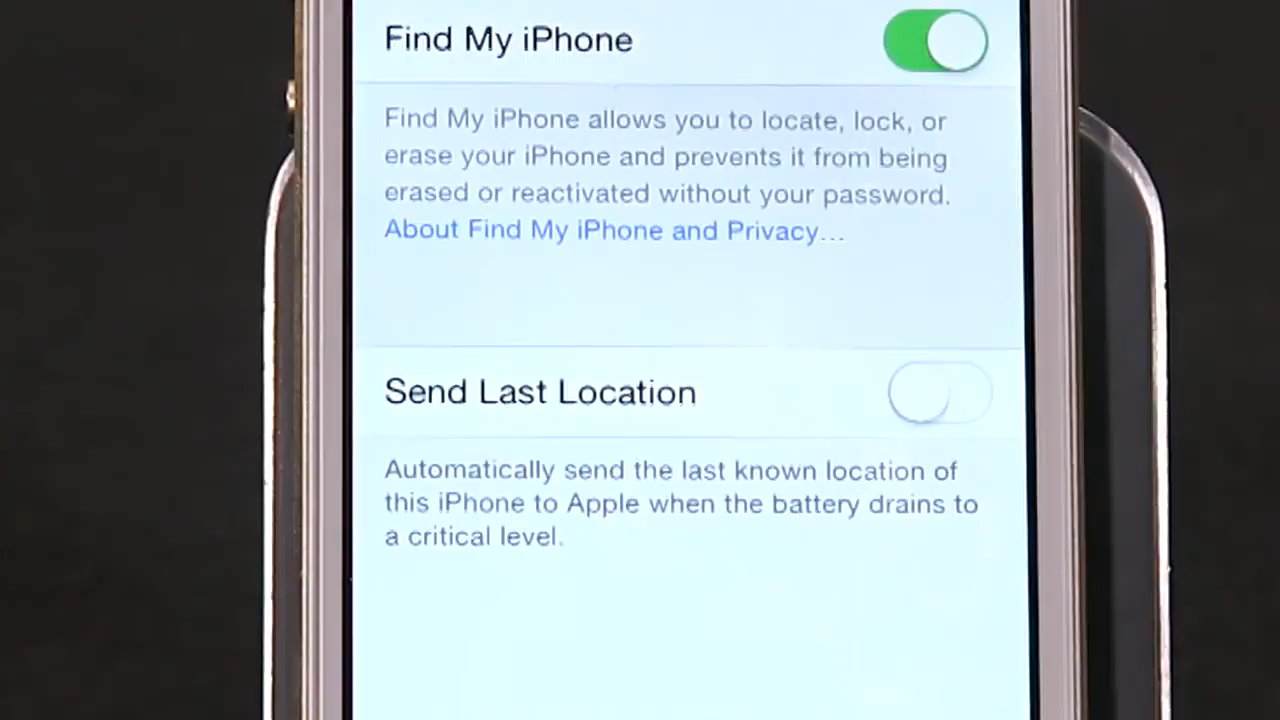 Find My iPhone
Find My iPhone allows you to locate, lock, or
erase your iPhone and prevents it from being
erased or reactivated without your password.
About Find My iPhone and Privacy...
Send Last Location
Automatically send the last known location of
this iPhone to Apple when the battery drains to
a critical level.